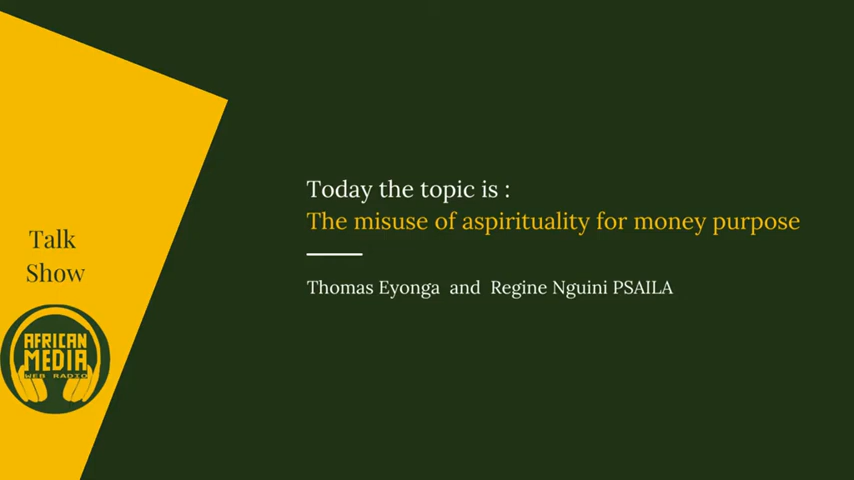 Today the topic is :
The misuse of aspirituality for money purpose
Thomas Eyonga and Regine Nguini PSAILA
Talk
Show
AFRICAN
MEDIA
WEB RADIO